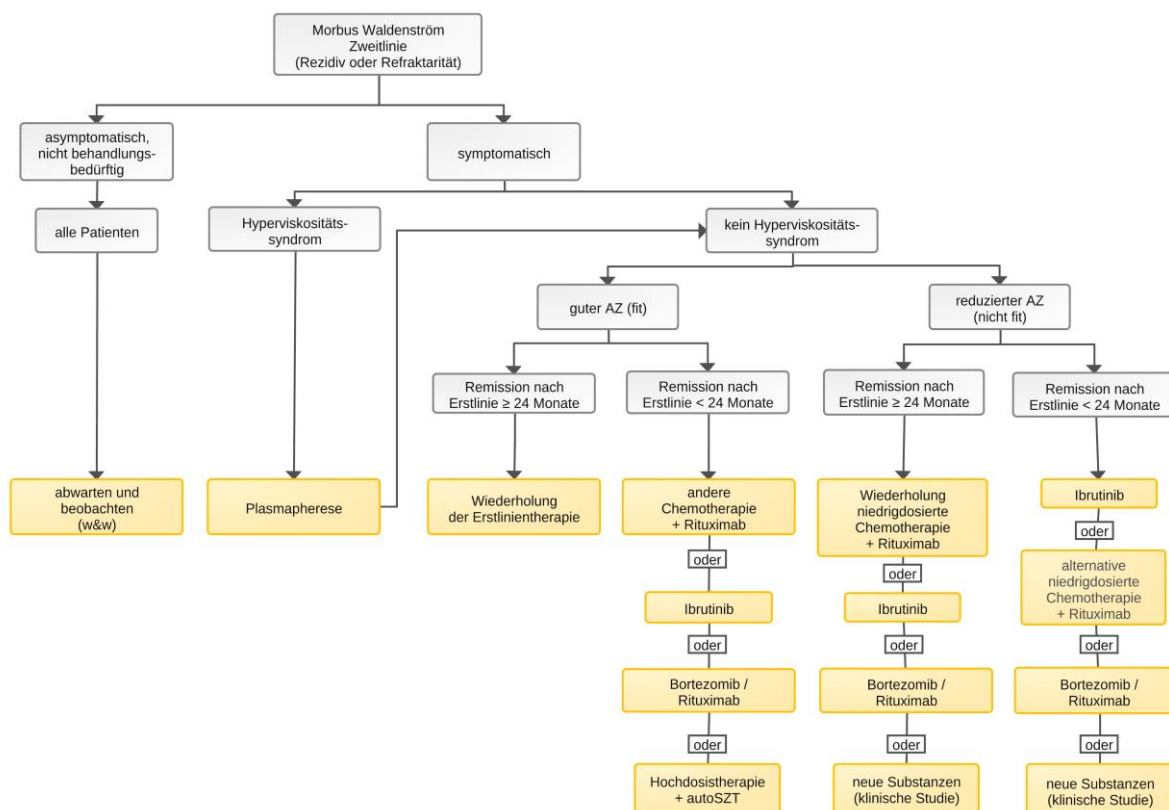 Morbus Waldenström
Zweitlinie
(Rezidiv oder Refraktarität)
asymptomatisch,
nicht behandlungs-
bedürftig
symptomatisch
alle Patienten
Hyperviskositäts-
syndrom
kein Hyperviskositäts-
syndrom
guter AZ (fit)
reduzierter AZ
(nicht fit)
Remission nach
Erstlinie ≥ 24 Monate
Remission nach
Erstlinie < 24 Monate
Remission nach
Erstlinie ≥ 24 Monate
Remission nach
Erstlinie < 24 Monate
abwarten und
beobachten
(w&w)
Plasmapherese
Wiederholung
der Erstlinientherapie
andere
Chemotherapie
+ Rituximab
oder
Ibrutinib
oder
Bortezomib /
Rituximab
oder
Hochdosistherapie
+ autoSZT
Wiederholung
niedrigdosierte
Chemotherapie
+ Rituximab
oder
Ibrutinib
oder
Bortezomib /
Rituximab
oder
neue Substanzen
(klinische Studie)
Ibrutinib
oder
alternative
niedrigdosierte
Chemotherapie
+ Rituximab
oder
Bortezomib /
Rituximab
oder
neue Substanzen
(klinische Studie)